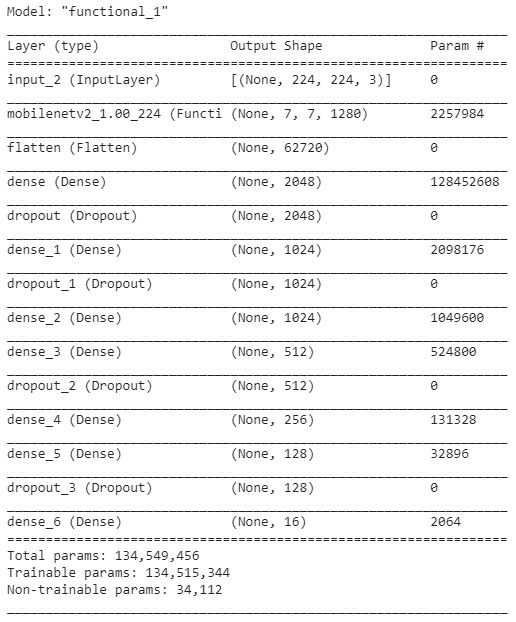 Model: "functional_1"
Layer (type) Output Shape Param #
input_2 (InputLayer) [(None, 224, 224, 3)] 0
mobilenetv2_1.00_224 (Functi (None, 7, 7, 1280) 2257984
flatten (Flatten) (None, 62720) 0
dense (Dense) (None, 2048) 128452608
dropout (Dropout) (None, 2048) 0
dense_1 (Dense) (None, 1024) 2098176
dropout_1 (Dropout) (None, 1024) 0
dense_2 (Dense) (None, 1024) 1049600
dense_3 (Dense) (None, 512) 524800
dropout_2 (Dropout) (None, 512) 0
dense_4 (Dense) (None, 256) 131328
dense_5 (Dense) (None, 128) 32896
dropout_3 (Dropout) (None, 128) 0
dense_6 (Dense) (None, 16) 2064
Total params: 134,549,456
Trainable params: 134,515,344
Non-trainable params: 34,112